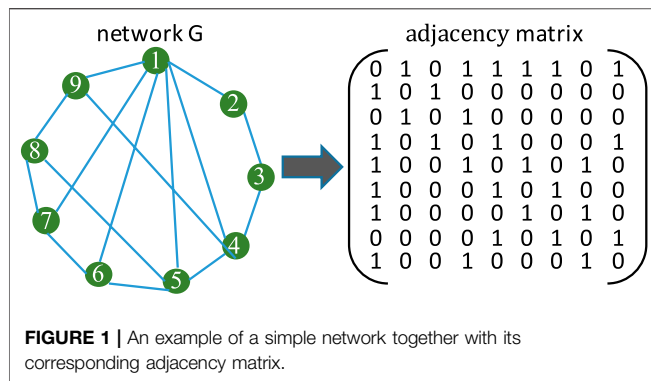 network G
adjacency matrix
1
2
3
4
5
6
7
8
9
0 1 0 1 1 1 1 0 1
1 0 1 0 0 0 0 0 0
0 1 0 1 0 0 0 0 0
1 0 1 0 1 0 0 0 1
1 0 0 1 0 1 0 1 0
1 0 0 0 1 0 1 0 0
1 0 0 0 0 1 0 1 0
0 0 0 0 1 0 1 0 1
1 0 0 1 0 0 0 1 0
FIGURE 1 | An example of a simple network together with its
corresponding adjacency matrix.